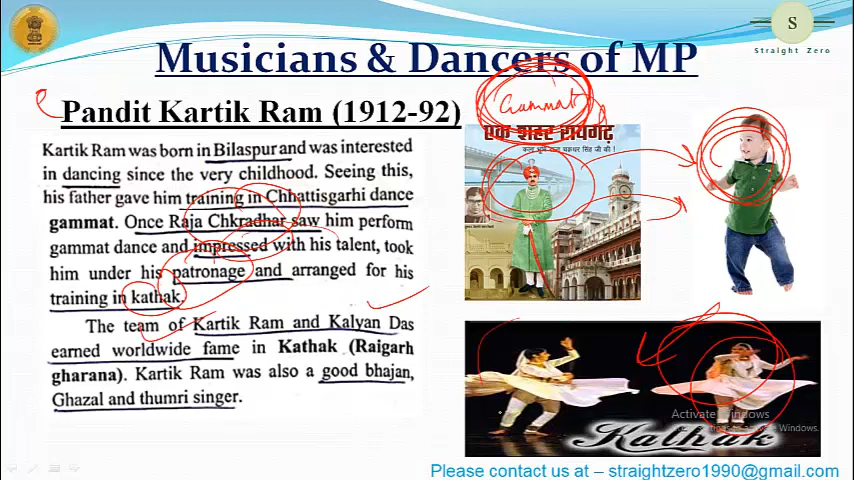 S
Straight Zero
Musicians & Dancers of MP
Gammat
Pandit Kartik Ram (1912-92)
एक शहर रायगढ़
Kartik Ram was born in Bilaspur and was interested
in dancing since the very childhood. Seeing this,
his father gave him training in Chhattisgarhi dance
gammat. Once Raja Chkradhar saw him perform
gammat dance and impressed with his talent, took
him under his patronage and arranged for his
training in kathak.
The team of Kartik Ram and Kalyan Das
earned worldwide fame in Kathak (Raigarh
gharana). Kartik Ram was also a good bhajan,
Ghazal and thumri singer.
Kathak
Activate Windows
to activate Windows.
Please contact us at – straightzero1990@gmail.com